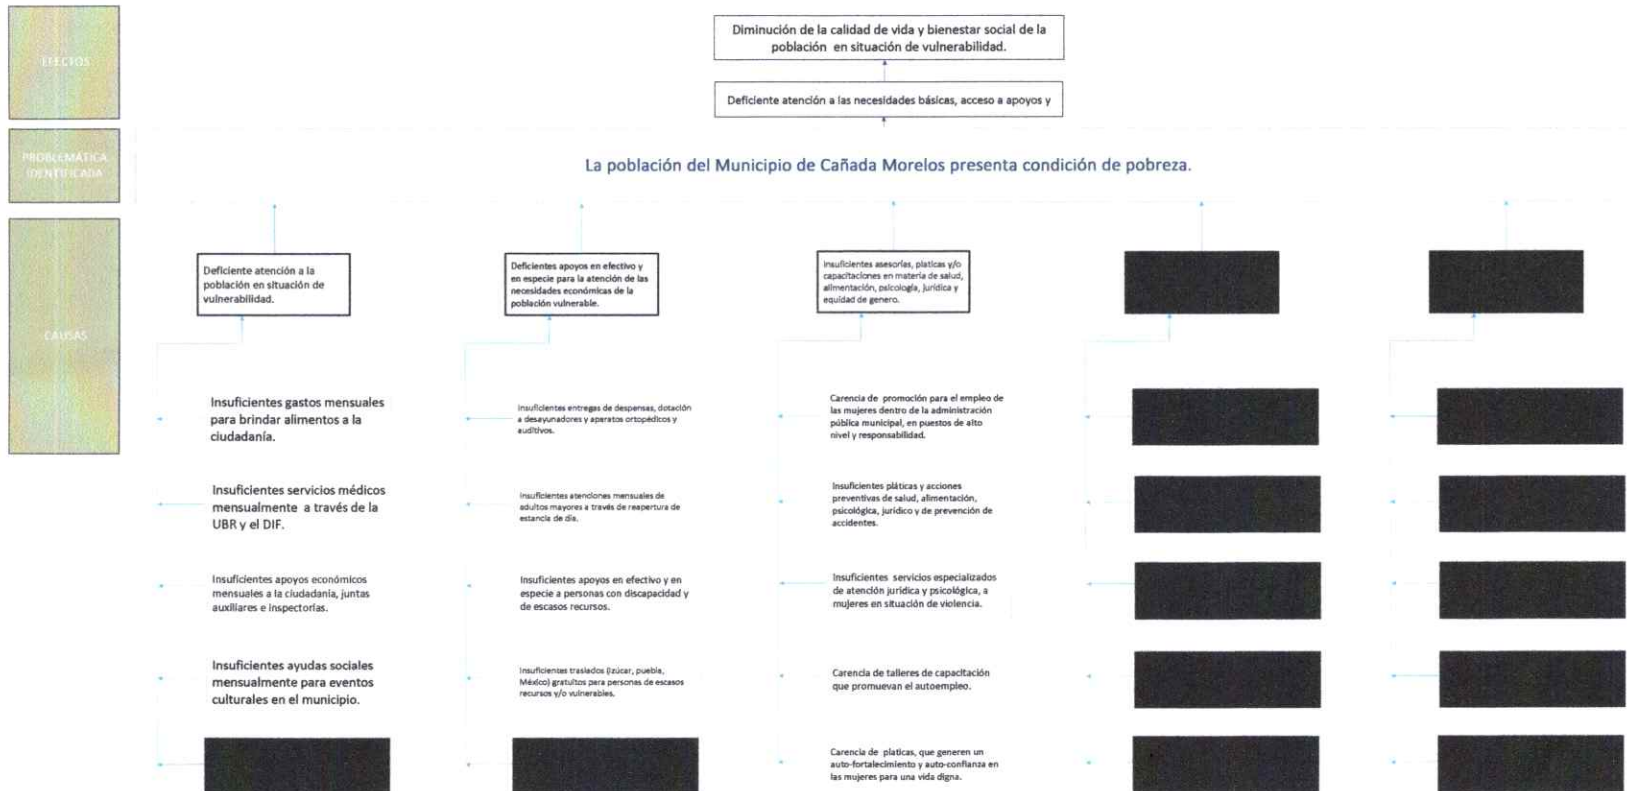 EFECTOS
Diminución de la calidad de vida y bienestar social de la
población en situación de vulnerabilidad.
Deficiente atención a las necesidades básicas, acceso a apoyos y
PROBLEMÁTICA
IDENTIFICADA
La población del Municipio de Cañada Morelos presenta condición de pobreza.
CAUSAS
Deficiente atención a la
población en situación de
vulnerabilidad.
Deficientes apoyos en efectivo y
en especie para la atención de las
necesidades económicas de la
población vulnerable.
Insuficientes asesorías, platicas y/o
capacitaciones en materia de salud,
alimentación, psicología, jurídica y
equidad de genero.
Insuficientes gastos mensuales
para brindar alimentos a la
ciudadanía.
Insuficientes entregas de despensas, dotación
a desayunadores y aparatos ortopédicos y
auditivos.
Carencia de promoción para el empleo de
las mujeres dentro de la administración
pública municipal, en puestos de alto
nivel y responsabilidad.
Insuficientes servicios médicos
mensualmente a través de la
UBR y el DIF.
Insuficientes atenciones mensuales de
adultos mayores a través de reapertura de
estancia de día.
Insuficientes pláticas y acciones
preventivas de salud, alimentación,
psicológica, jurídico y de prevención de
accidentes.
Insuficientes apoyos económicos
mensuales a la ciudadanía, juntas
auxiliares e inspectorías.
Insuficientes apoyos en efectivo y en
especie a personas con discapacidad y
de escasos recursos.
Insuficientes servicios especializados
de atención jurídica y psicológica, a
mujeres en situación de violencia.
Insuficientes ayudas sociales
mensualmente para eventos
culturales en el municipio.
Insuficientes traslados (Izúcar, puebla,
México) gratuitos para personas de escasos
recursos y/o vulnerables.
Carencia de talleres de capacitación
que promuevan el autoempleo.
Carencia de platicas, que generen un
auto-fortalecimiento y auto-confianza en
las mujeres para una vida digna.